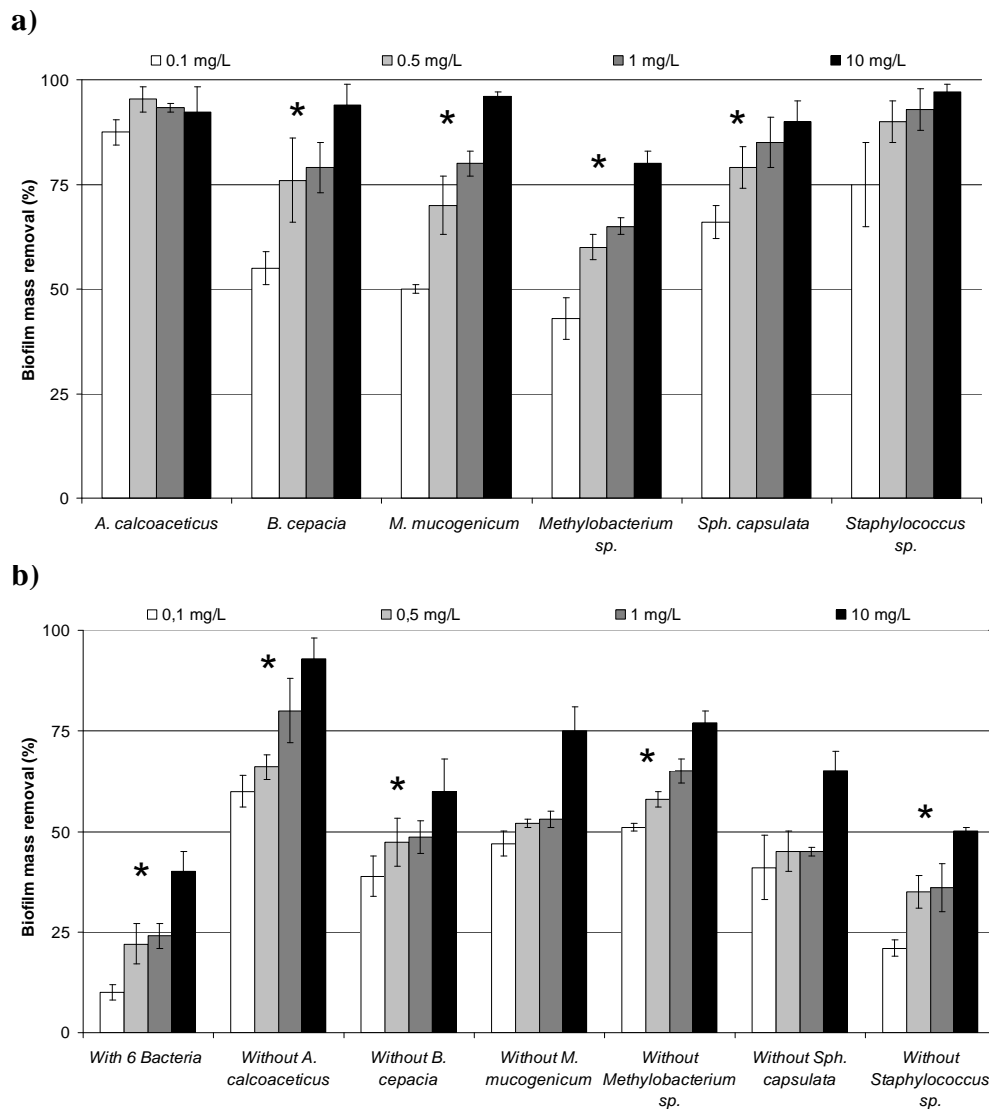 a)
0.1 mg/L 0.5 mg/L 1 mg/L 10 mg/L
100
75
50
25
0
Biofilm mass removal (%)
*
*
*
*
A. calcoaceticus B. cepacia M. mucogenicum Methylobacterium sp. Sph. capsulata Staphylococcus sp.
b)
0,1 mg/L 0,5 mg/L 1 mg/L 10 mg/L
100
75
50
25
0
Biofilm mass removal (%)
*
*
*
*
*
With 6 Bacteria Without A. calcoaceticus Without B. cepacia Without M. mucogenicum Without Methylobacterium sp. Without Sph. capsulata Without Staphylococcus sp.